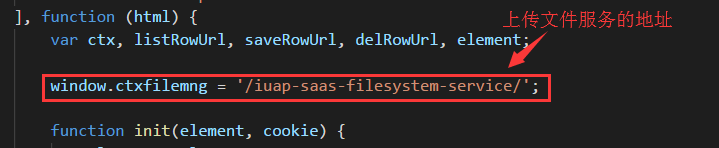 ], function (html) {
上传文件服务的地址
var ctx, listRowUrl, saveRowUrl, delRowUrl, element;
window.ctxfilemng = '/iuap-saas-filesystem-service/';
function init(element, cookie) {